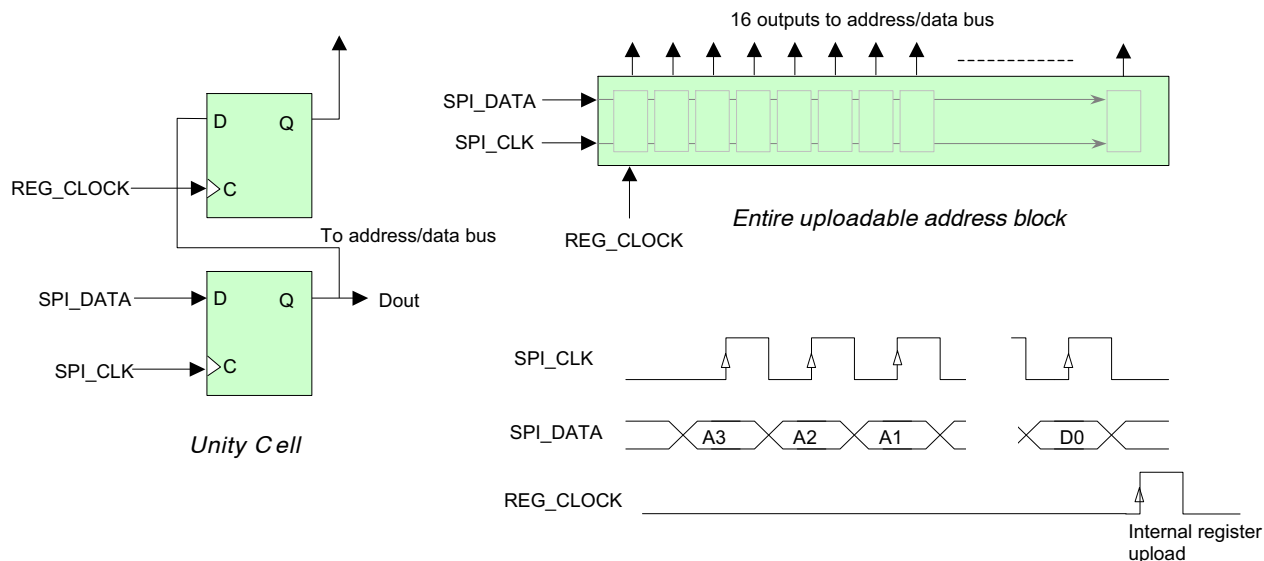 D
Q
REG_CLOCK
C
To address/data bus
SPI_DATA
D
Q
Dout
SPI_CLK
C
Unity Cell
16 outputs to address/data bus
SPI_DATA
SPI_CLK
REG_CLOCK
Entire uploadable address block
SPI_CLK
SPI_DATA
A3
A2
A1
D0
REG_CLOCK
Internal register
upload